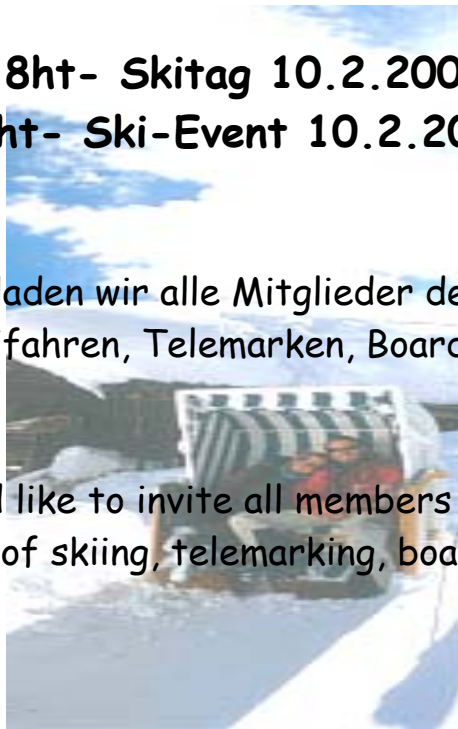 8ht- Skitag 10.2.200
ht- Ski-Event 10.2.20
laden wir alle Mitglieder de
fahren, Telemarken, Board
like to invite all members
of skiing, telemarking, boa